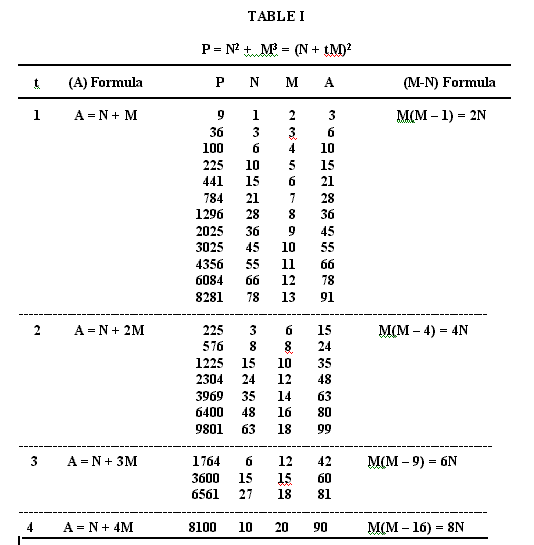 TABLE I
P = N² + M³ = (N + tM)²
t (A) Formula P N M A (M-N) Formula
1 A = N + M 9 1 2 3 M(M – 1) = 2N
36 3 3 6
100 6 4 10
225 10 5 15
441 15 6 21
784 21 7 28
1296 28 8 36
2025 36 9 45
3025 45 10 55
4356 55 11 66
6084 66 12 78
8281 78 13 91
2 A = N + 2M 225 3 6 15 M(M – 4) = 4N
576 8 8 24
1225 15 10 35
2304 24 12 48
3969 35 14 63
6400 48 16 80
9801 63 18 99
3 A = N + 3M 1764 6 12 42 M(M – 9) = 6N
3600 15 15 60
6561 27 18 81
4 A = N + 4M 8100 10 20 90 M(M – 16) = 8N